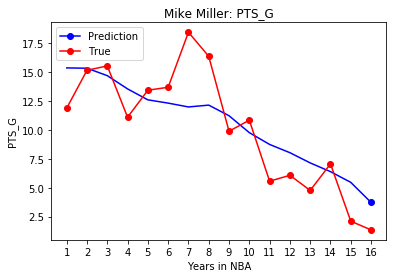 Mike Miller: PTS_G
Prediction
True
17.5
15.0
12.5
10.0
7.5
5.0
2.5
PTS_G
1 2 3 4 5 6 7 8 9 10 11 12 13 14 15 16
Years in NBA